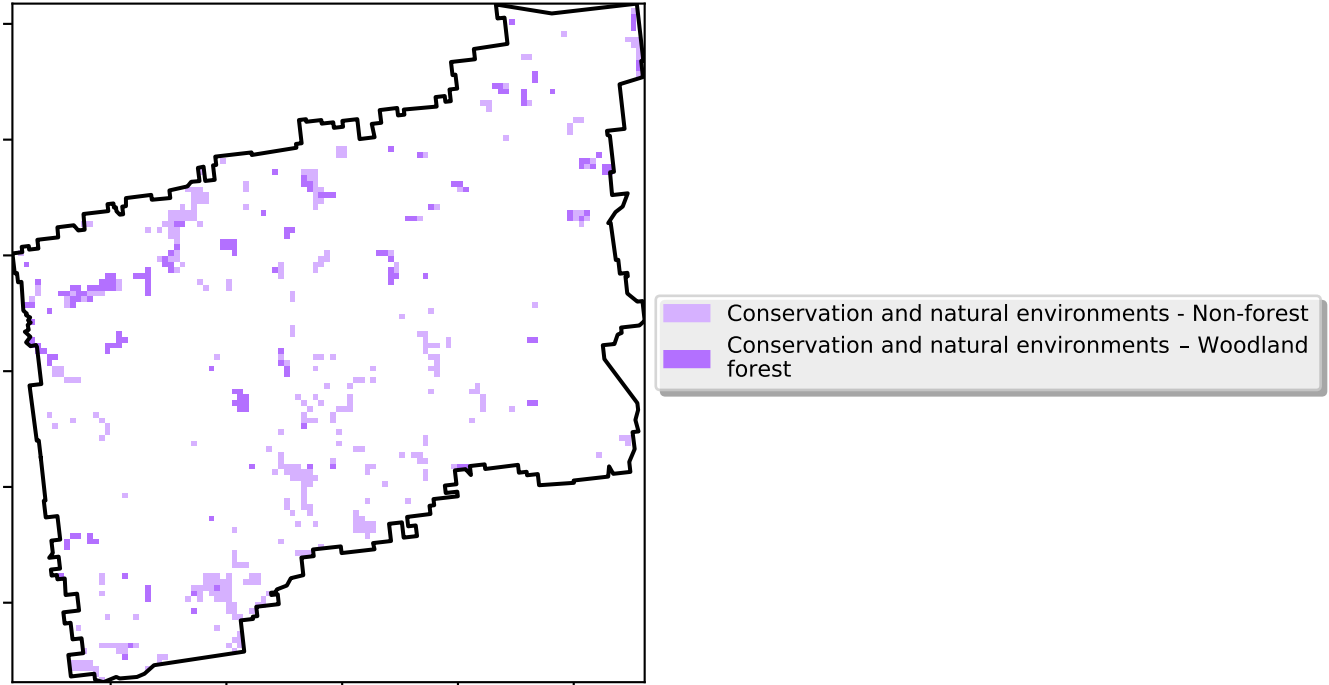 Conservation and natural environments - Non-forest
Conservation and natural environments – Woodland
forest